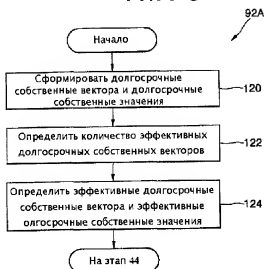 92A
Начало
Сформировать долгосрочные
собственные вектора и долгосрочные
собственные значения
120
Определить количество эффективных
долгосрочных собственных векторов
122
Определить эффективные долгосрочные
собственные вектора и эффективные
олгосрочные собственные значения
124
На этап 44